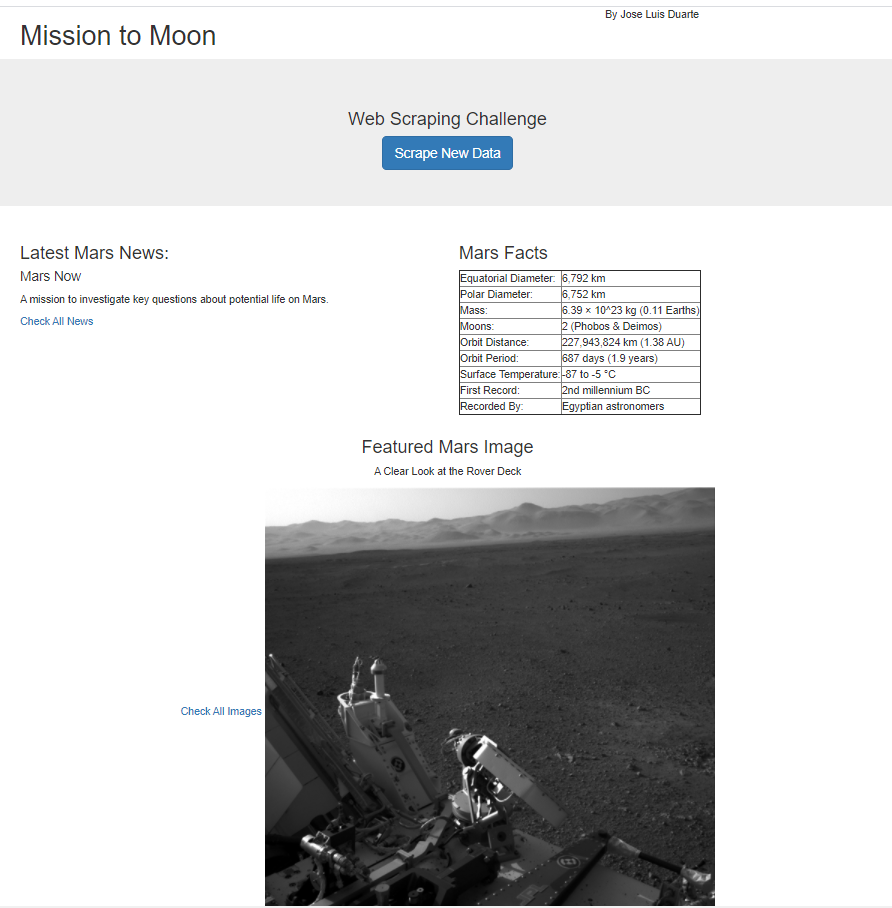 By Jose Luis Duarte
Mission to Moon
Web Scraping Challenge
Scrape New Data
Latest Mars News:
Mars Now
A mission to investigate key questions about potential life on Mars.
Check All News
Mars Facts
Equatorial Diameter: 6,792 km
Polar Diameter: 6,752 km
Mass: 6.39 × 10^23 kg (0.11 Earths)
Moons: 2 (Phobos & Deimos)
Orbit Distance: 227,943,824 km (1.38 AU)
Orbit Period: 687 days (1.9 years)
Surface Temperature: -87 to -5 °C
First Record: 2nd millennium BC
Recorded By: Egyptian astronomers
Featured Mars Image
A Clear Look at the Rover Deck
Check All Images